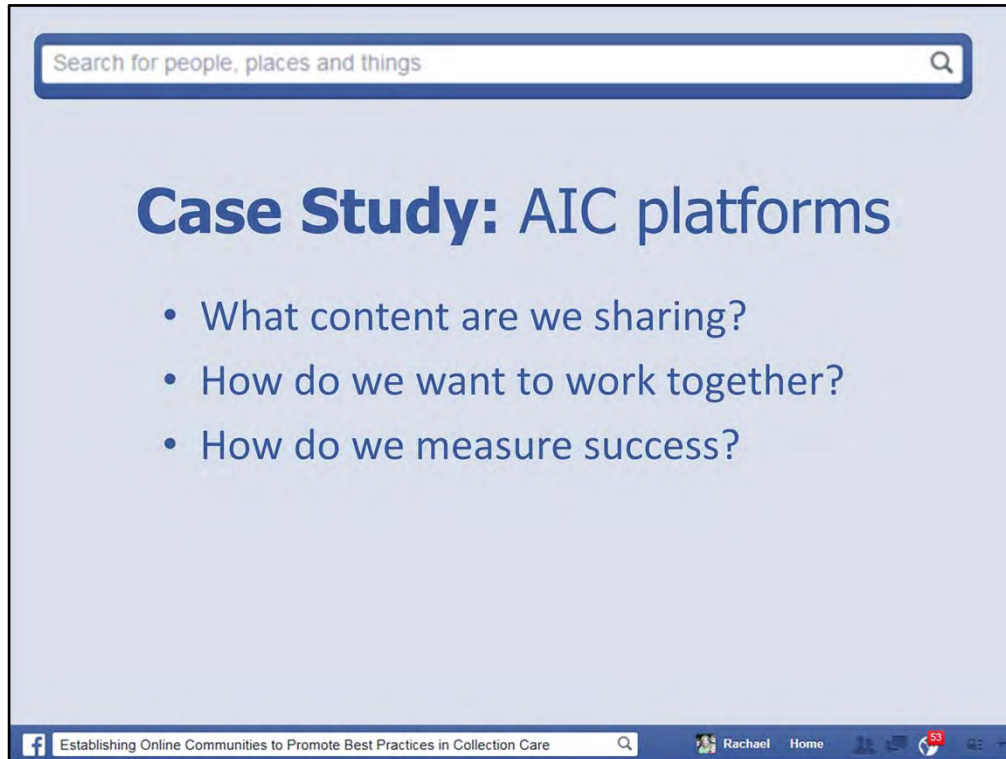 Search for people, places and things
Case Study: AIC platforms
• What content are we sharing?
• How do we want to work together?
• How do we measure success?
f Establishing Online Communities to Promote Best Practices in Collection Care Rachael Home 53